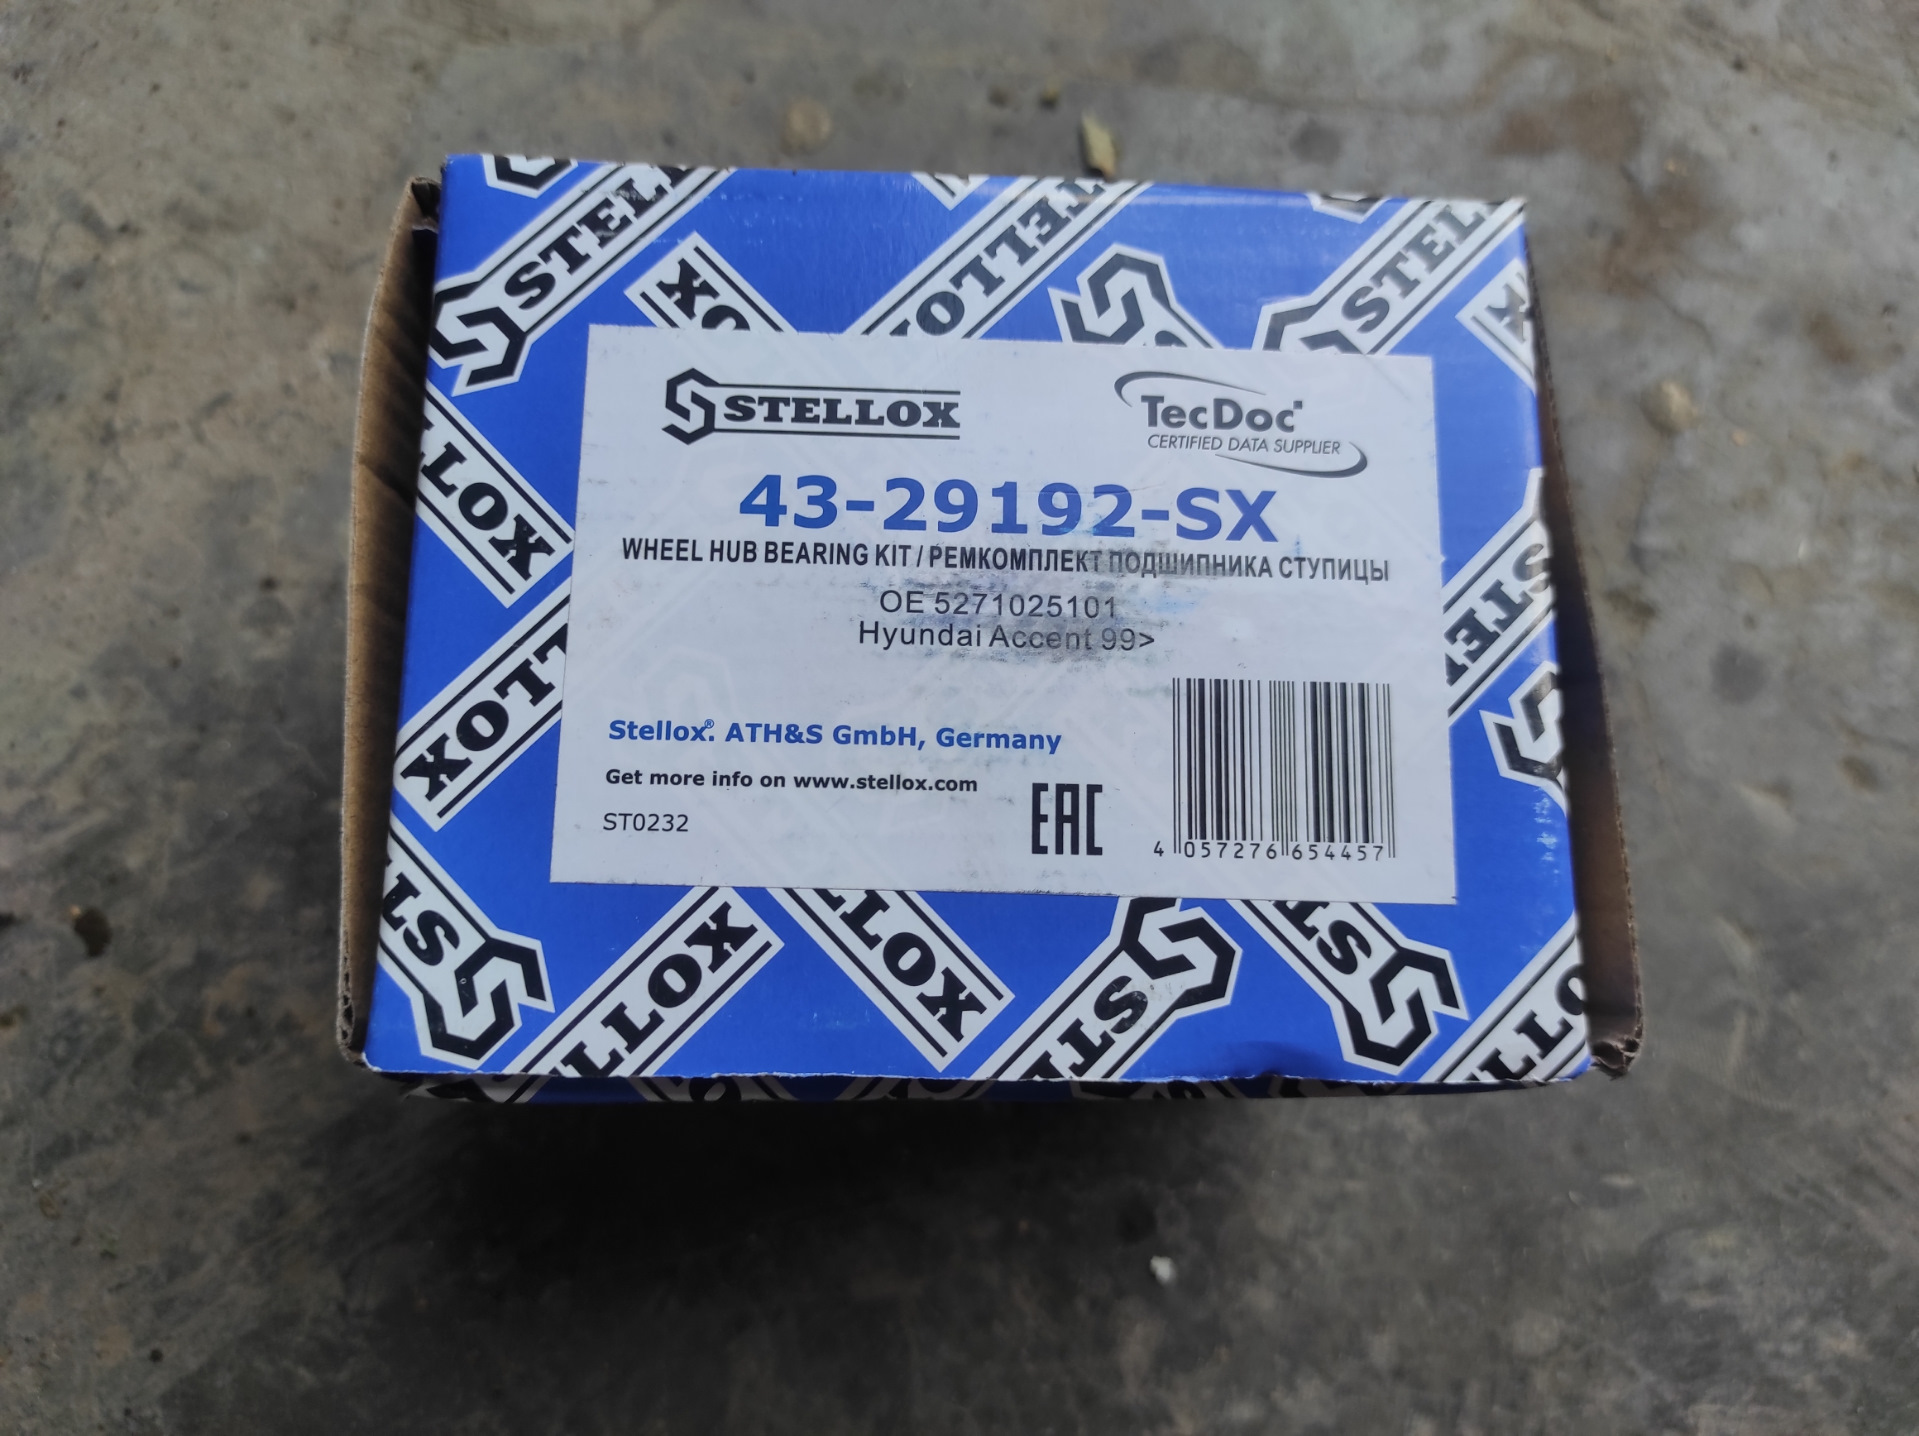 STELLOX
TecDoc
CERTIFIED DATA SUPPLIER
43-29192-SX
WHEEL HUB BEARING KIT / РЕМКОМПЛЕКТ ПОДШИПНИКА СТУПИЦЫ
OE 5271025101
Hyundai Accent 99>
Stellox®. ATH&S GmbH, Germany
Get more info on www.stellox.com
ST0232
EAC
4 057276 654457